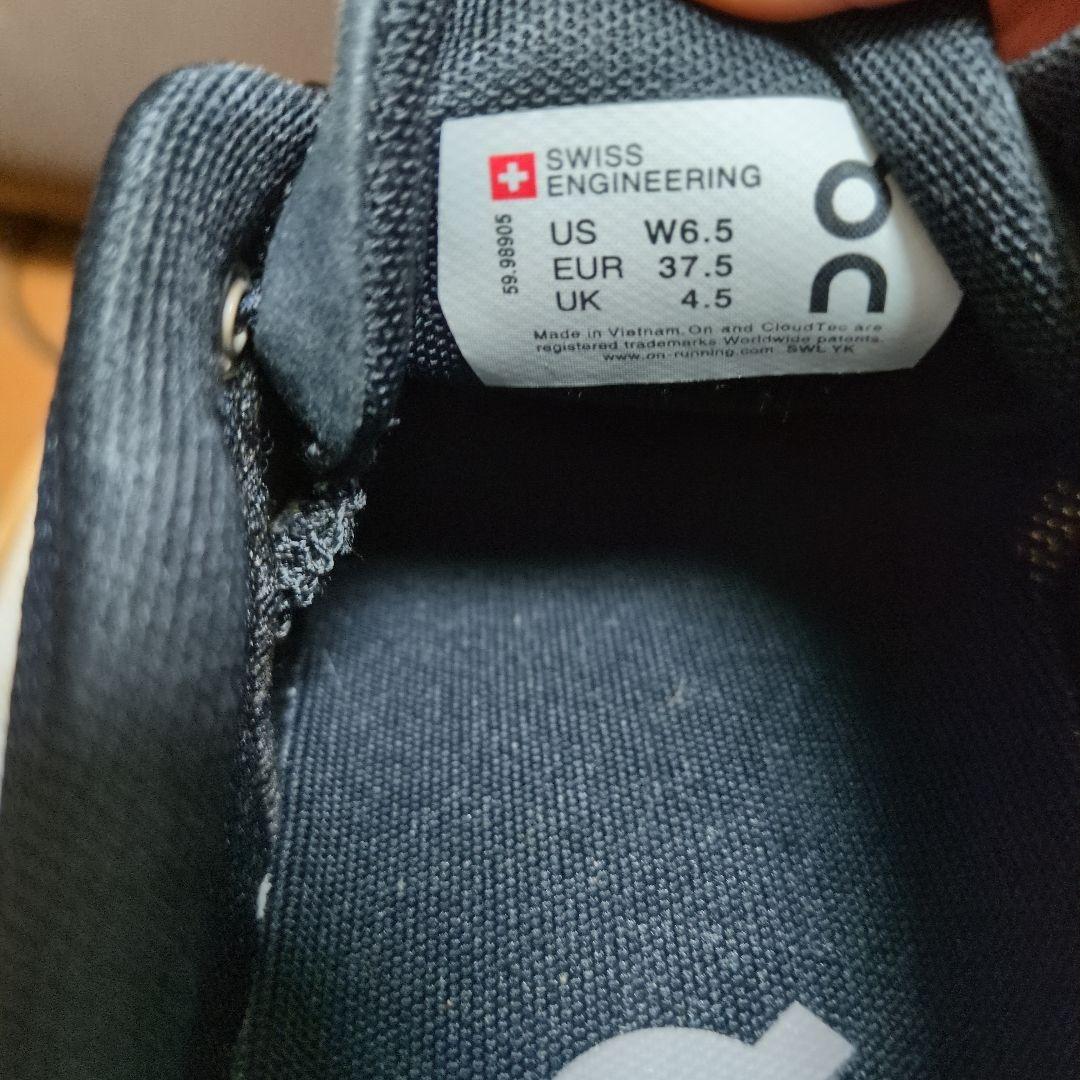 SWISS
ENGINEERING
ON
59.98905
US W6.5
EUR 37.5
UK 4.5
Made in Vietnam. On and CloudTec are
registered trademarks Worldwide patents.
www.on-running.com SWL YK